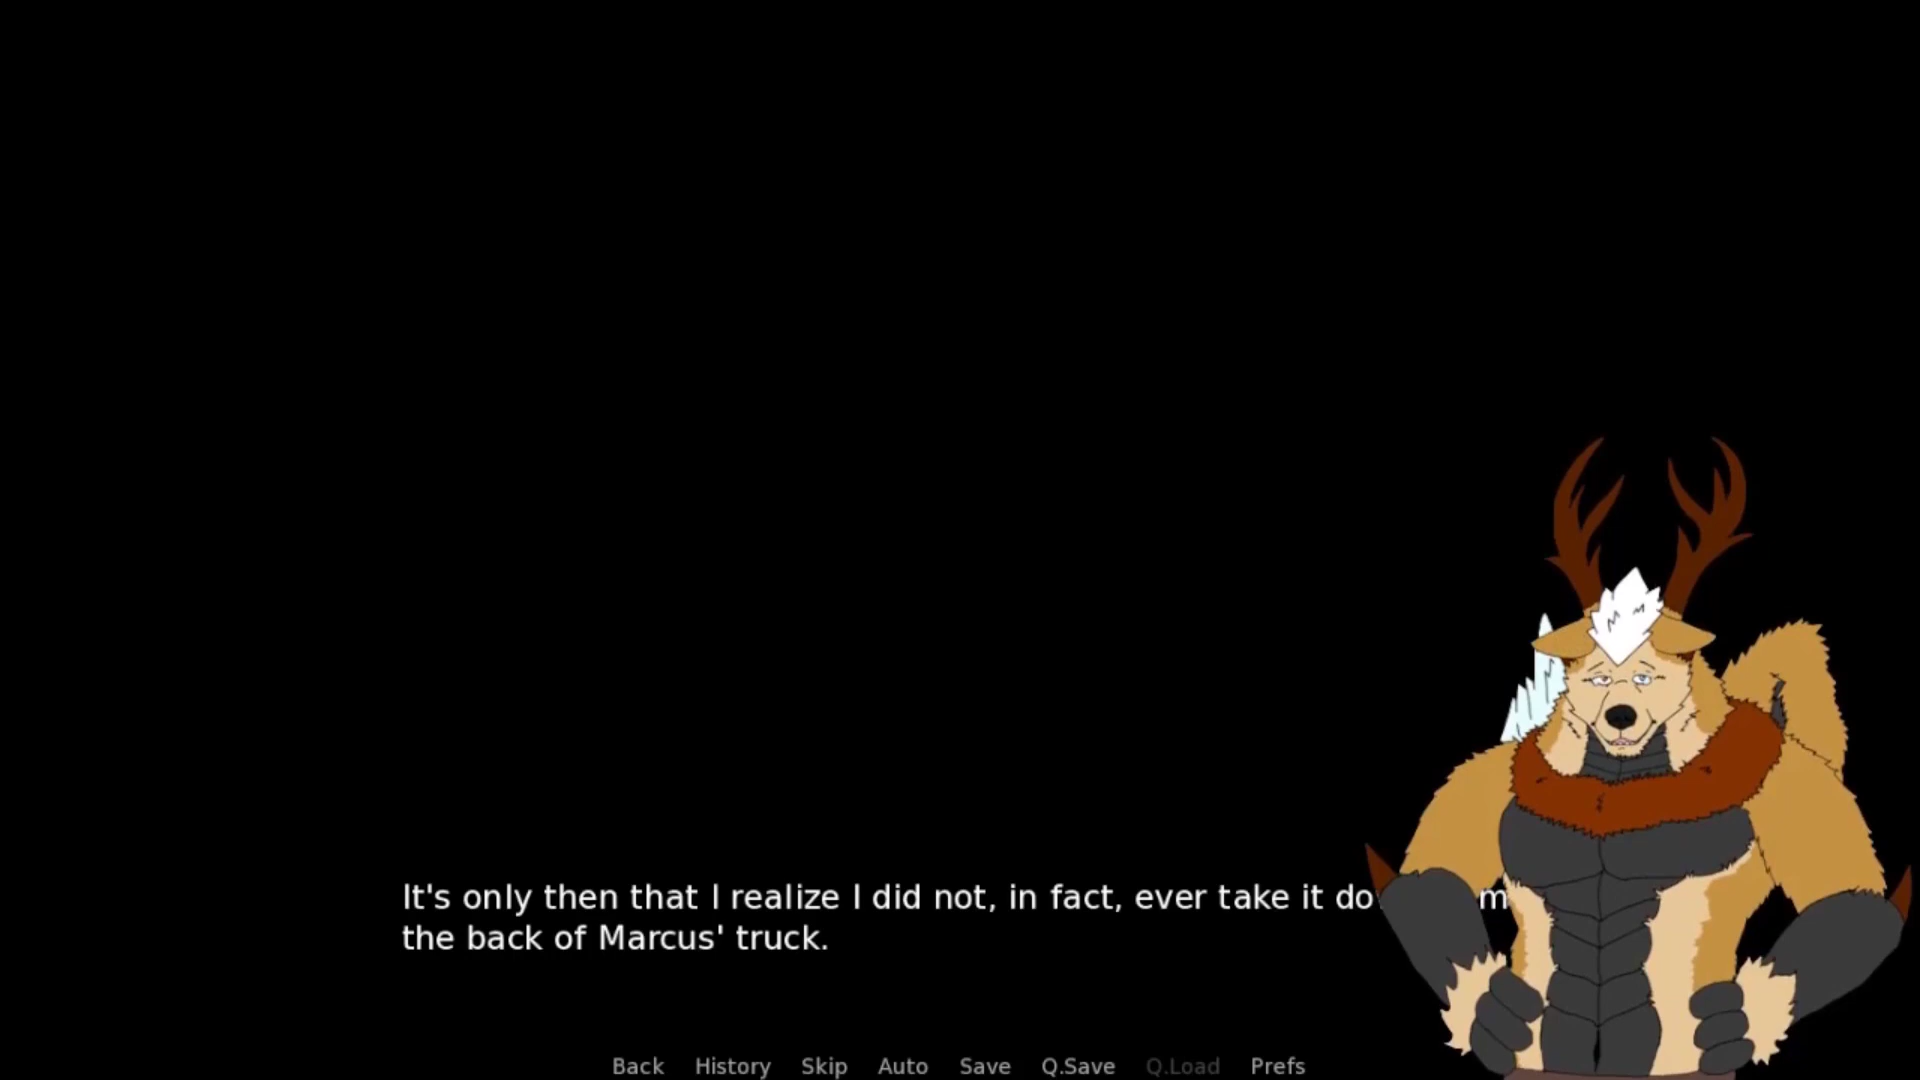 It's only then that I realize I did not, in fact, ever take it
the back of Marcus' truck.
Back History Skip Auto Save Q.Save Q.Load Prefs